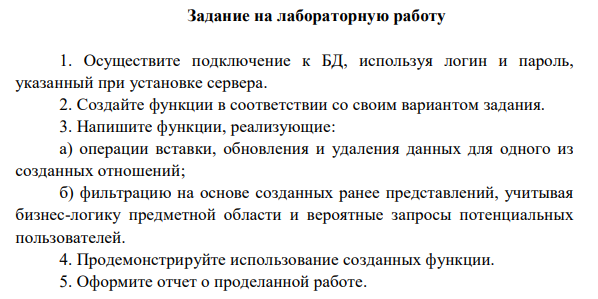 Задание на лабораторную работу
1. Осуществите подключение к БД, используя логин и пароль,
указанный при установке сервера.
2. Создайте функции в соответствии со своим вариантом задания.
3. Напишите функции, реализующие:
а) операции вставки, обновления и удаления данных для одного из
созданных отношений;
б) фильтрацию на основе созданных ранее представлений, учитывая
бизнес-логику предметной области и вероятные запросы потенциальных
пользователей.
4. Продемонстрируйте использование созданных функции.
5. Оформите отчет о проделанной работе.